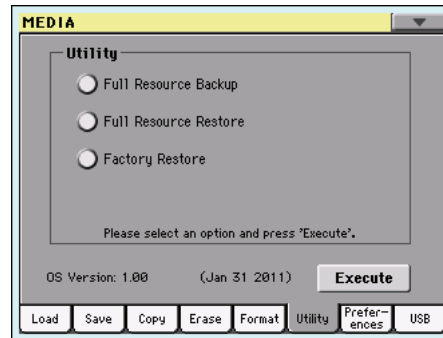 MEDIA
Utility
Full Resource Backup
Full Resource Restore
Factory Restore
Please select an option and press 'Execute'.
OS Version: 1.00 (Jan 31 2011) Execute
Load Save Copy Erase Format Utility Prefer-
ences USB